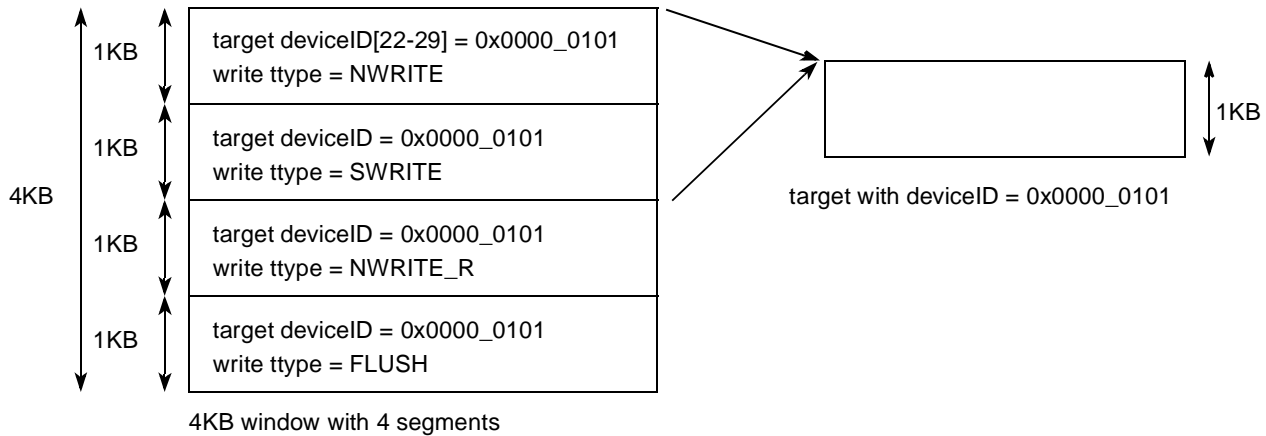 4KB
1KB
target deviceID[22-29] = 0x0000_0101
write ttype = NWRITE
1KB
target deviceID = 0x0000_0101
write ttype = SWRITE
1KB
target deviceID = 0x0000_0101
write ttype = NWRITE_R
1KB
target deviceID = 0x0000_0101
write ttype = FLUSH
4KB window with 4 segments
1KB
target with deviceID = 0x0000_0101